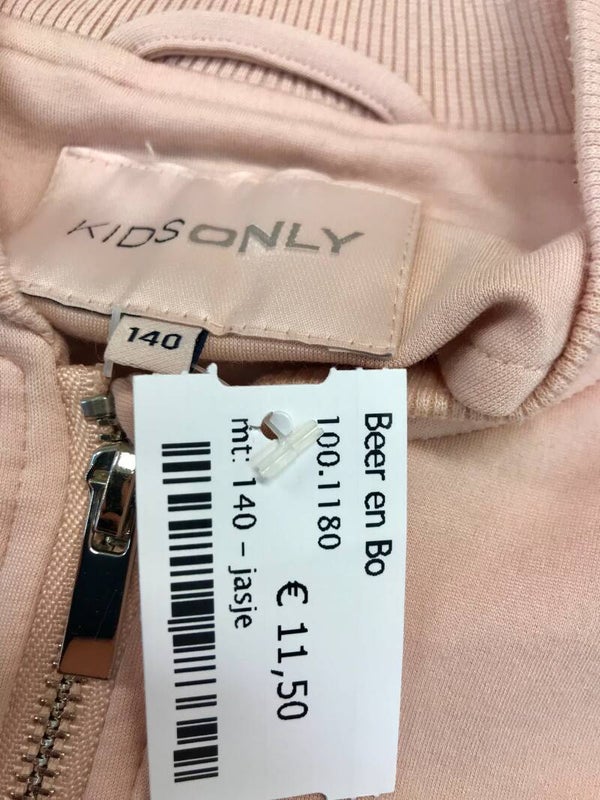 KIDS ONLY
140
Beer en Bo
100.1180
€ 11,50
mt: 140 – jasje